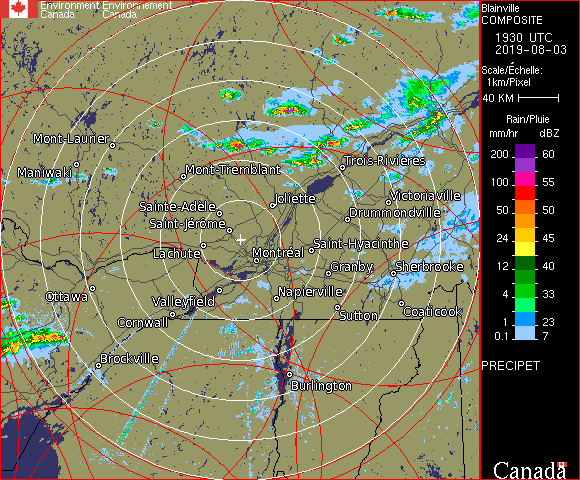 Environment Environnement
Canada Canada
Blainville
COMPOSITE
1930 UTC
2019-08-03
Scale/Échelle:
1km/Pixel
40 KM
Rain/Pluie
mm/hr dBZ
200 60
100 55
50 50
24 45
12 40
4 33
1 23
0.1 7
PRECIPET
Canada
Mont-Laurier
Maniwaki
Mont-Tremblant
Trois-Rivières
Sainte-Adèle
Joliette
Victoriaville
Drummondville
Saint-Jérôme
Lachute
Montréal
Saint-Hyacinthe
Granby
Sherbrooke
Ottawa
Valleyfield
Napierville
Cornwall
Sutton
Coaticook
Brockville
Burlington